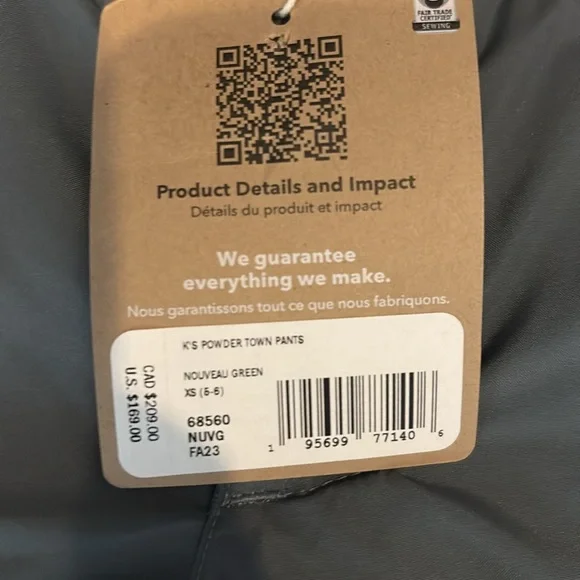 FAIR TRADE
CERTIFIED
SEWING
Product Details and Impact
Détails du produit et impact
We guarantee
everything we make.
Nous garantissons tout ce que nous fabriquons.
K'S POWDER TOWN PANTS
NOUVEAU GREEN
XS (5-6)
68560
NUVG
FA23
CAD $209.00
U.S. $169.00
1 95699 77140 6